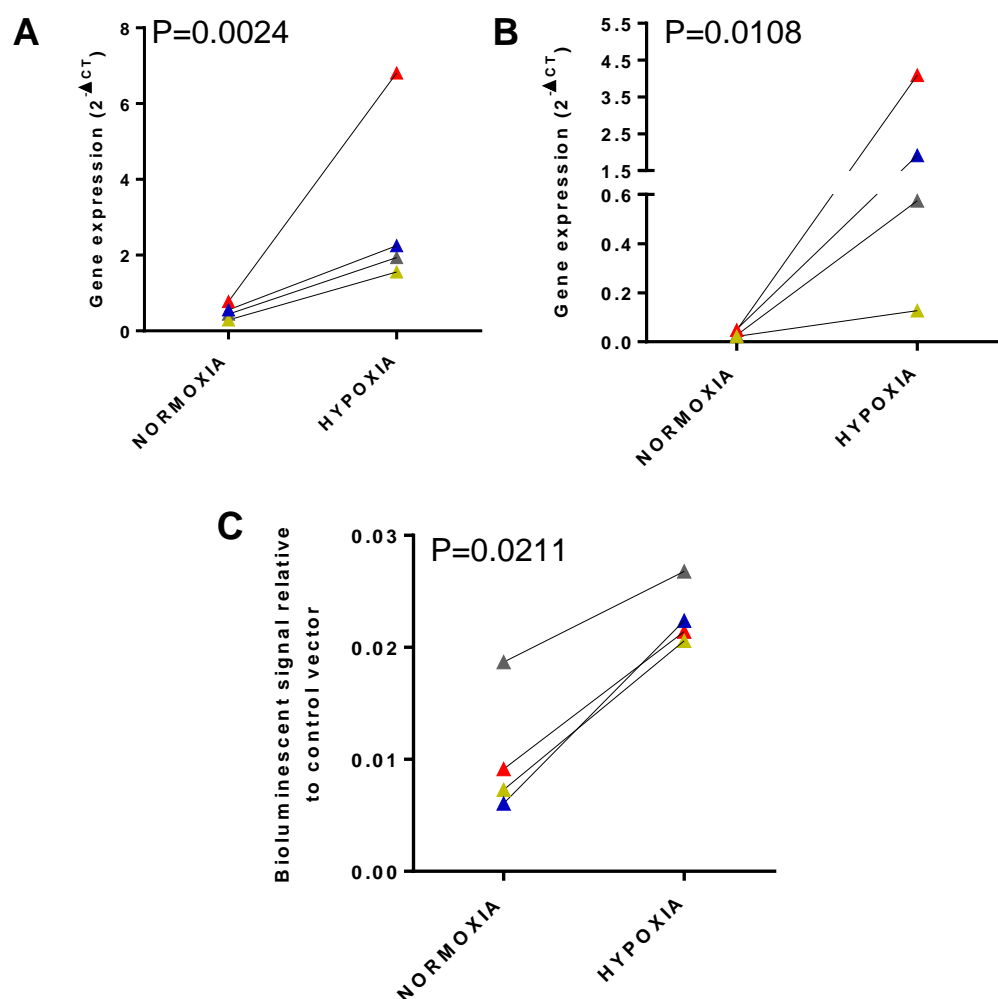 A
P=0.0024
Gene expression (2^-▲CT)
8
6
4
2
0
NORMOXIA
HYPOXIA
B
P=0.0108
Gene expression (2^-▲CT)
5.5
4.5
3.5
2.5
1.5
0.6
0.4
0.2
0.0
NORMOXIA
HYPOXIA
C
P=0.0211
Bioluminescent signal relative
to control vector
0.03
0.02
0.01
0.00
NORMOXIA
HYPOXIA